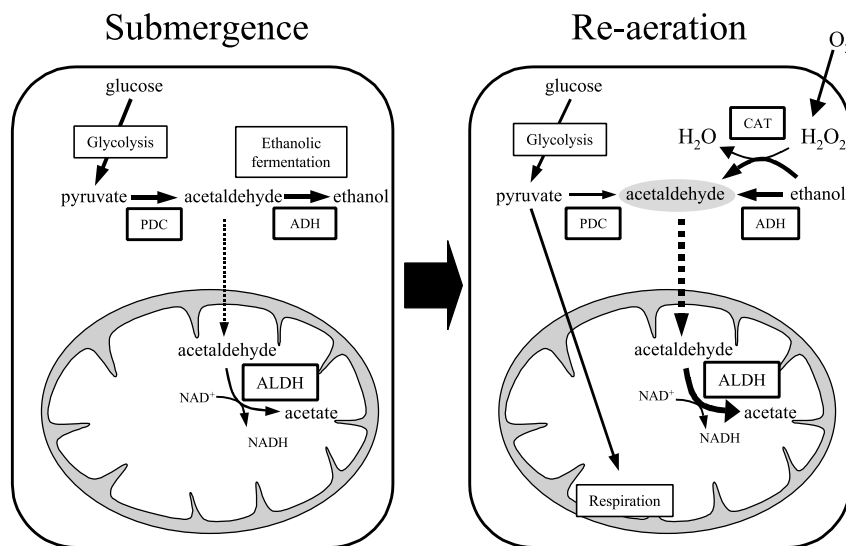 Submergence
glucose
Glycolysis
Ethanolic
fermentation
pyruvate
acetaldehyde
ethanol
PDC
ADH
acetaldehyde
ALDH
NAD⁺
acetate
NADH
Re-aeration
O₂
glucose
CAT
Glycolysis
H₂O
H₂O₂
pyruvate
acetaldehyde
ethanol
PDC
ADH
acetaldehyde
ALDH
NAD⁺
acetate
NADH
Respiration